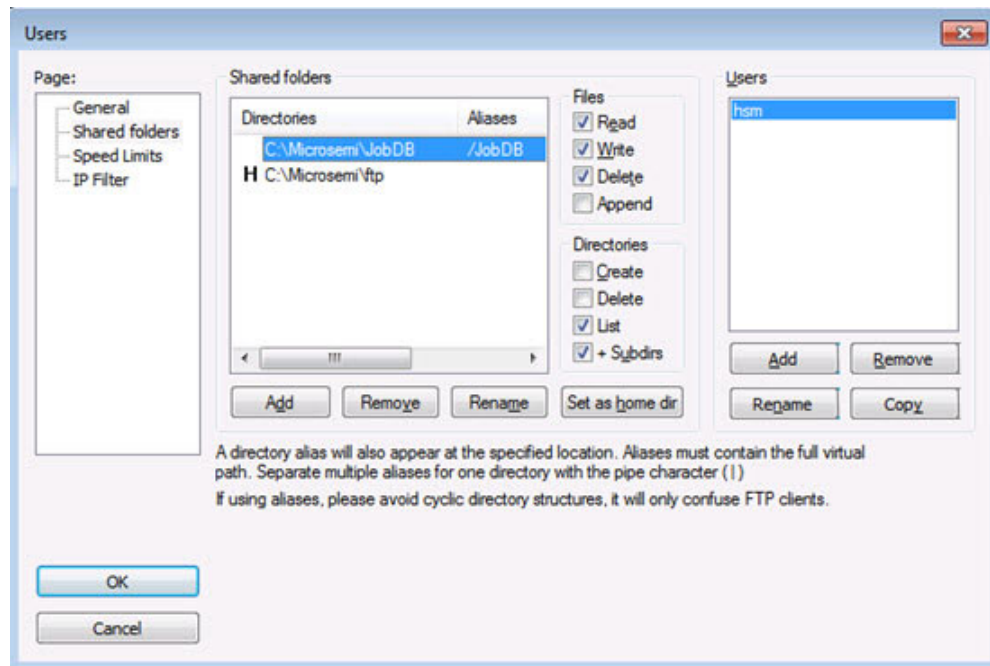 Users
Page:
General
Shared folders
Speed Limits
IP Filter
Shared folders
Directories Aliases
C:\Microsemi\JobDB /JobDB
H C:\Microsemi\ftp
Files
Read
Write
Delete
Append
Directories
Create
Delete
List
+ Subdirs
Add Remove Rename Set as home dir
Users
hsm
Add Remove
Rename Copy
A directory alias will also appear at the specified location. Aliases must contain the full virtual
path. Separate multiple aliases for one directory with the pipe character (|)
If using aliases, please avoid cyclic directory structures, it will only confuse FTP clients.
OK
Cancel